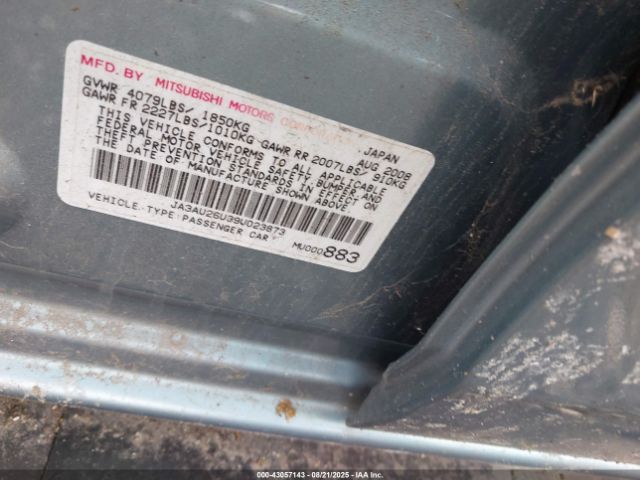 MFD. BY MITSUBISHI MOTORS CORPORATION JAPAN
GVWR 4079LBS/ 1850KG AUG 2008
GAWR FR 2227LBS/1010KG GAWR RR 2007LBS/ 910KG
THIS VEHICLE CONFORMS TO ALL APPLICABLE
FEDERAL MOTOR VEHICLE SAFETY, BUMPER AND
THEFT PREVENTION STANDARDS IN EFFECT ON
THE DATE OF MANUFACTURE SHOWN ABOVE.
JA3AU26U39U023873
VEHICLE TYPE: PASSENGER CAR MU000883
000-43057143 - 08/21/2025 - IAA Inc.